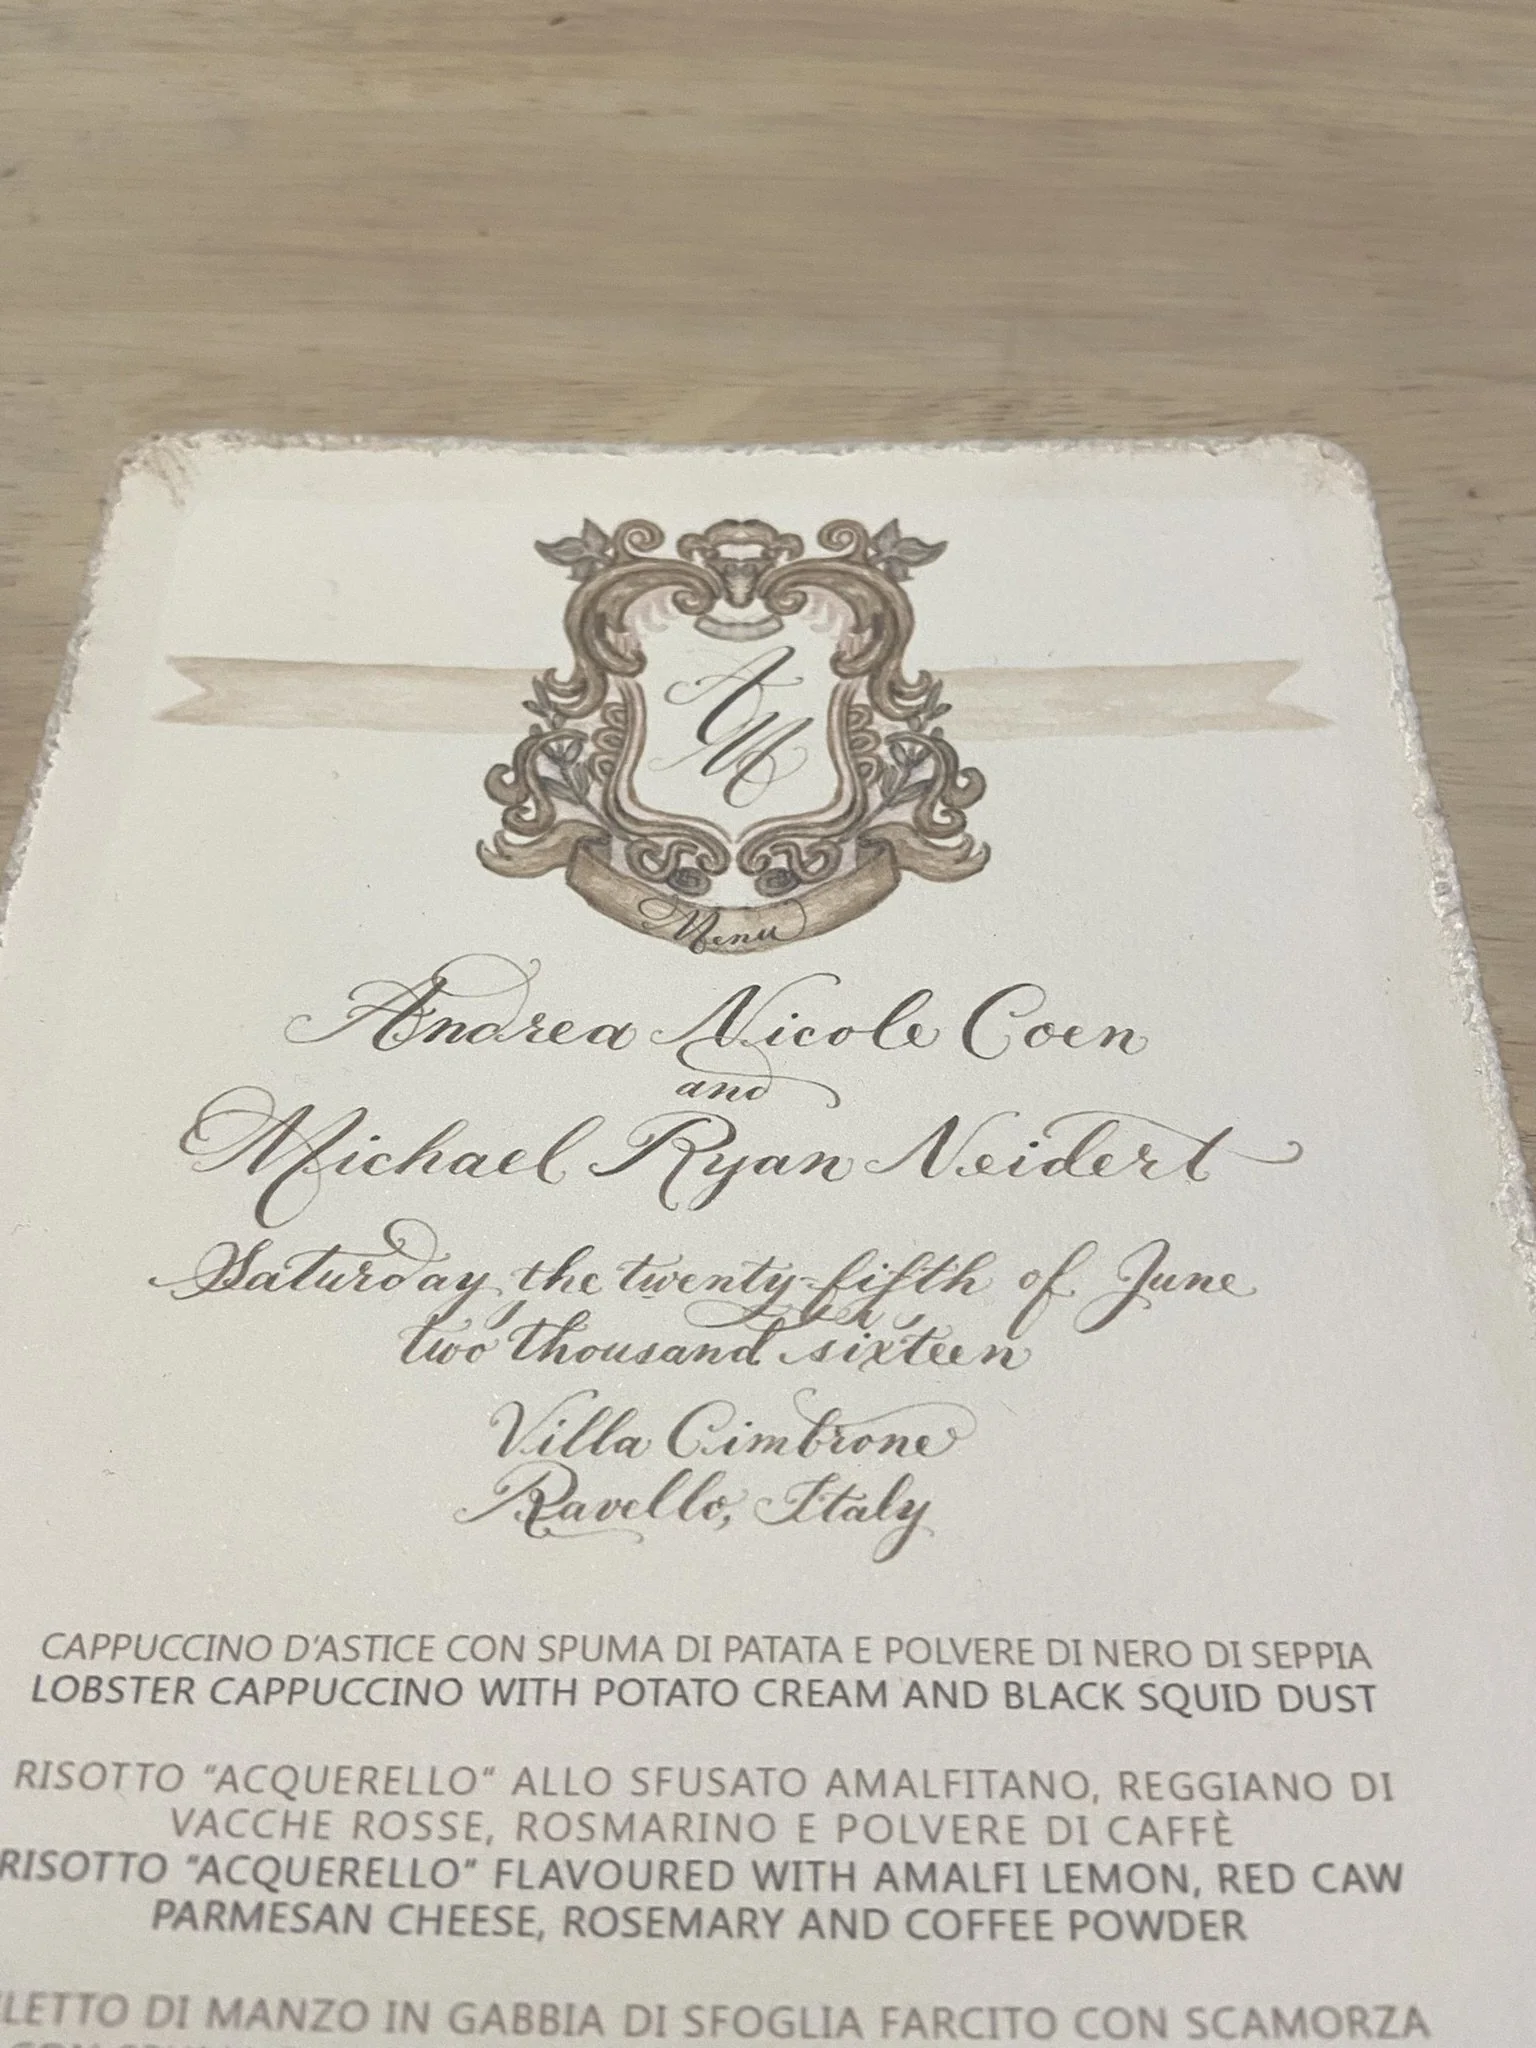 AM
Menu
Andrea Nicole Coen
and
Michael Ryan Neidert
Saturday, the twenty-fifth of June
two thousand sixteen
Villa Cimbrone
Ravello, Italy
CAPPUCCINO D'ASTICE CON SPUMA DI PATATA E POLVERE DI NERO DI SEPPIA
LOBSTER CAPPUCCINO WITH POTATO CREAM AND BLACK SQUID DUST
RISOTTO "ACQUERELLO" ALLO SFUSATO AMALFITANO, REGGIANO DI
VACCHE ROSSE, ROSMARINO E POLVERE DI CAFFÈ
RISOTTO "ACQUERELLO" FLAVOURED WITH AMALFI LEMON, RED CAW
PARMESAN CHEESE, ROSEMARY AND COFFEE POWDER
LETTO DI MANZO IN GABBIA DI SFOGLIA FARCITO CON SCAMORZA